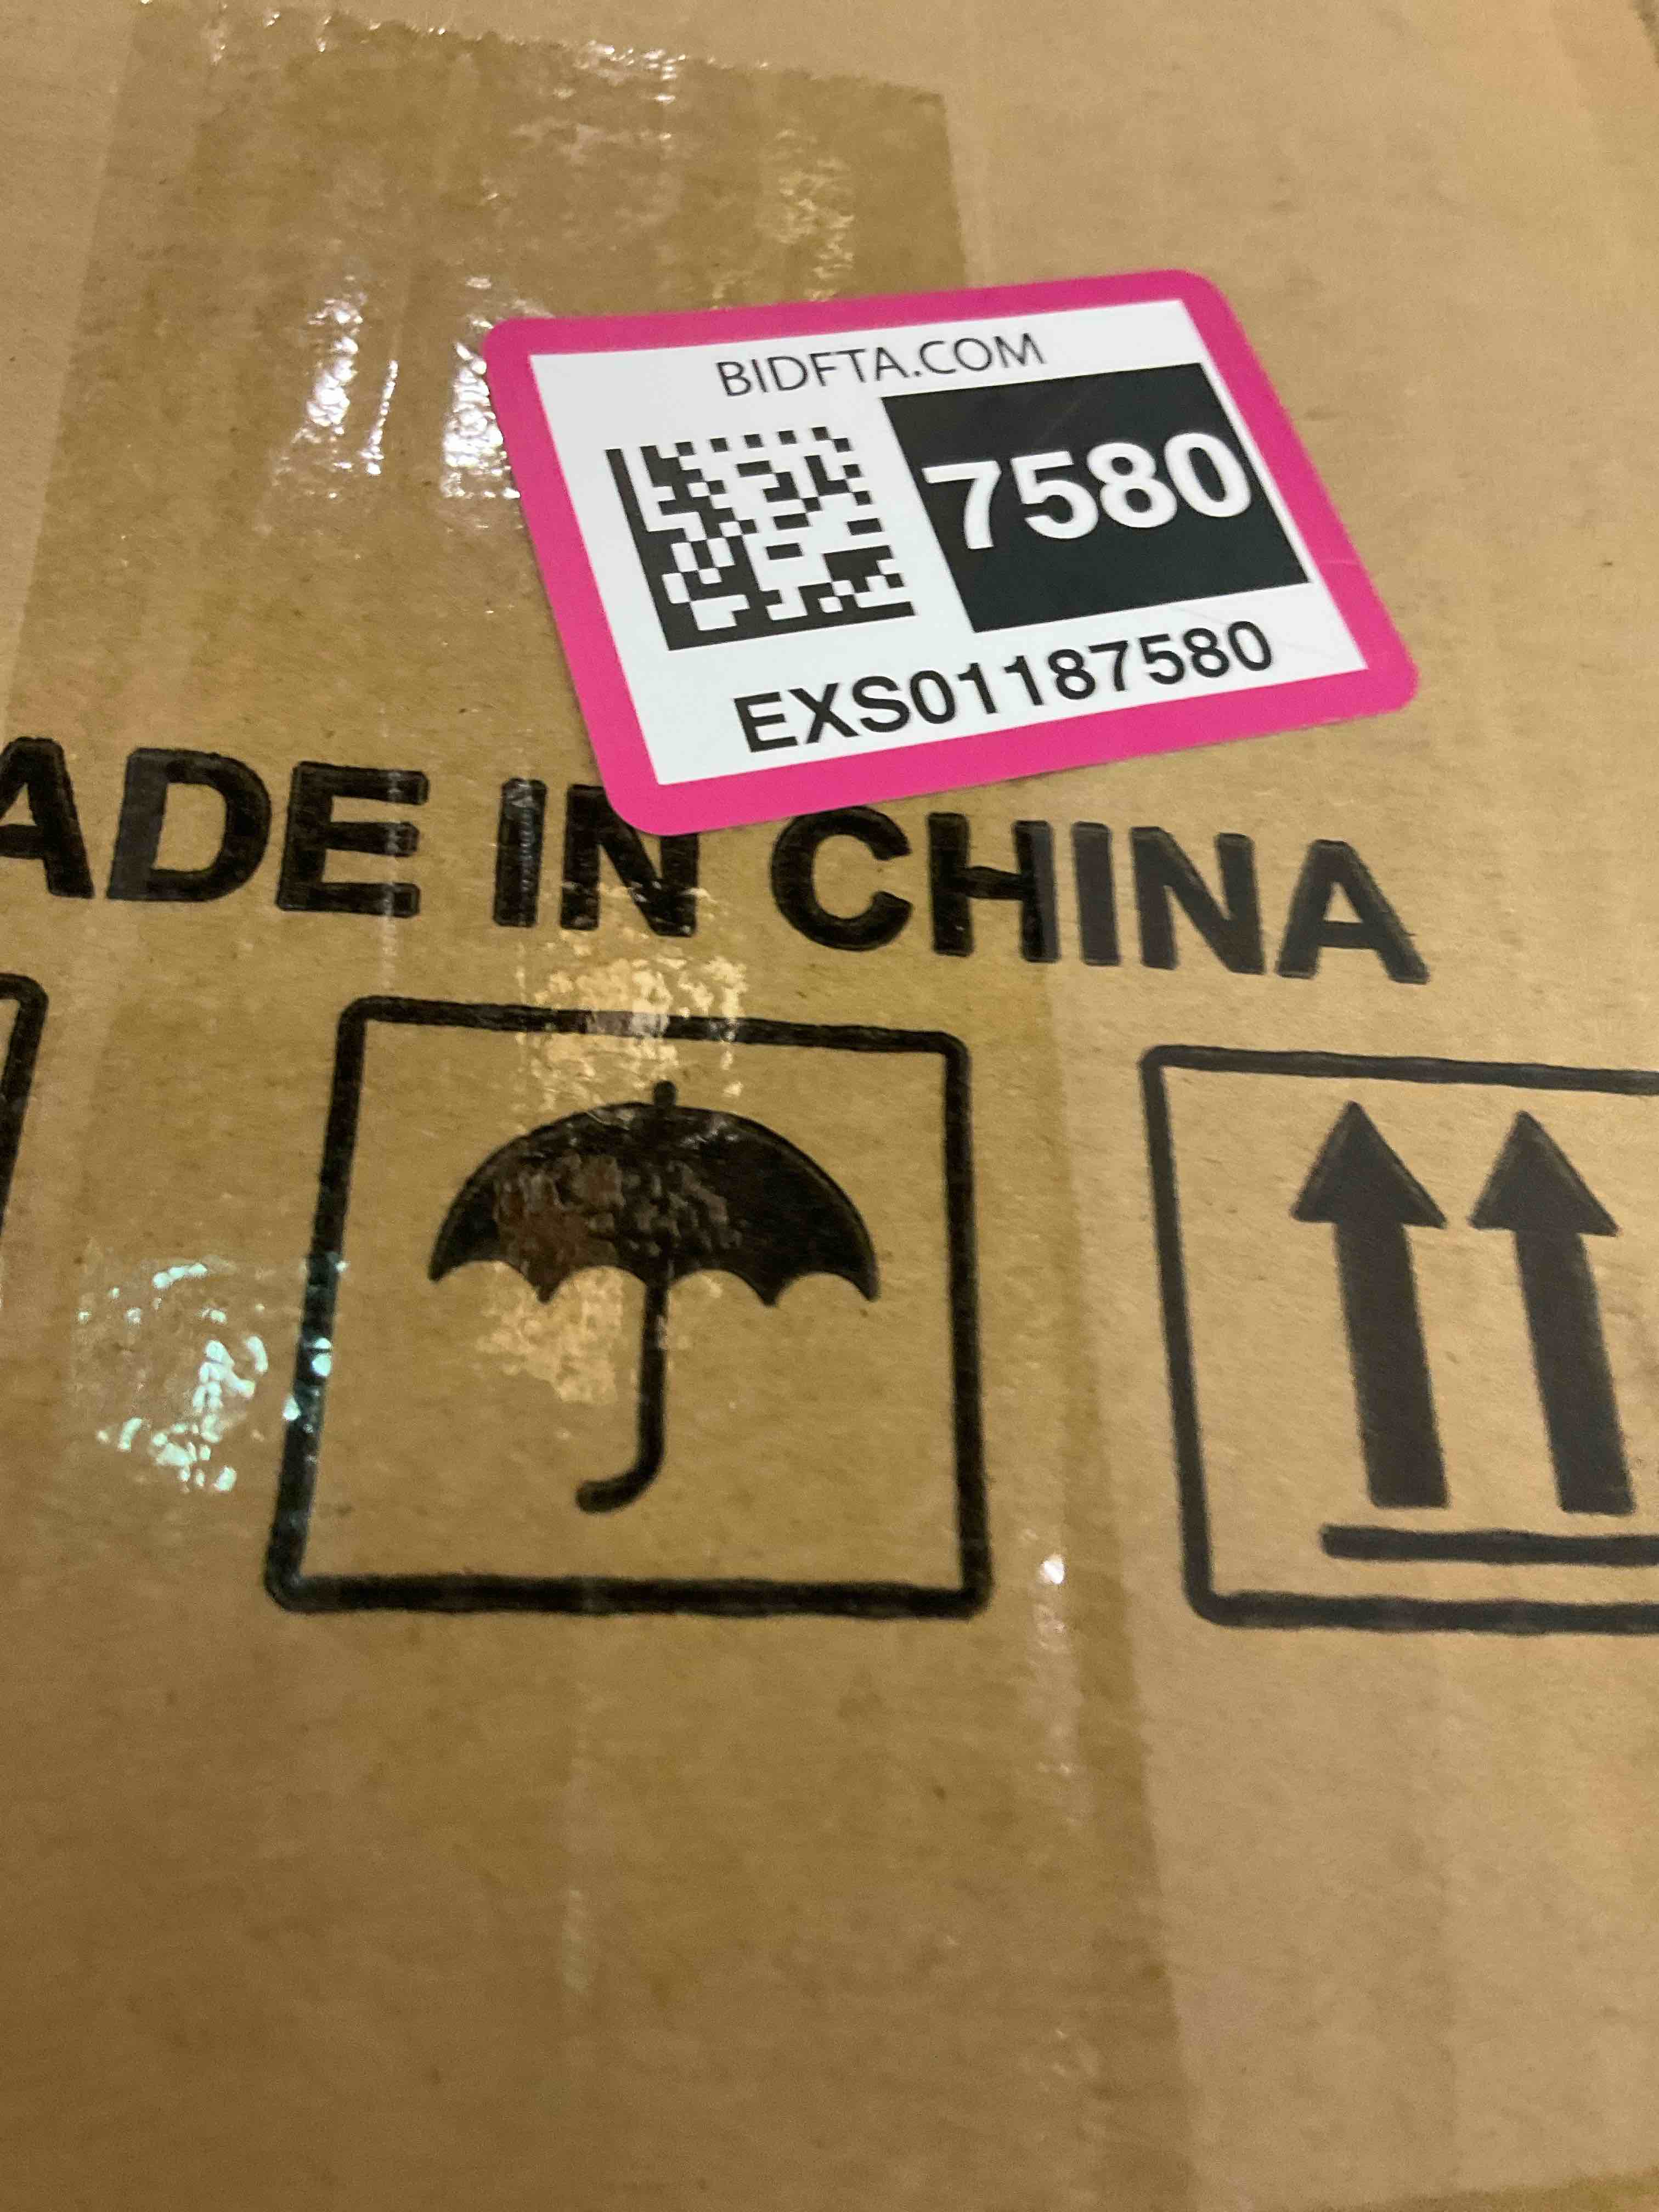 BIDFTA.COM
7580
EXS01187580
ADE IN CHINA